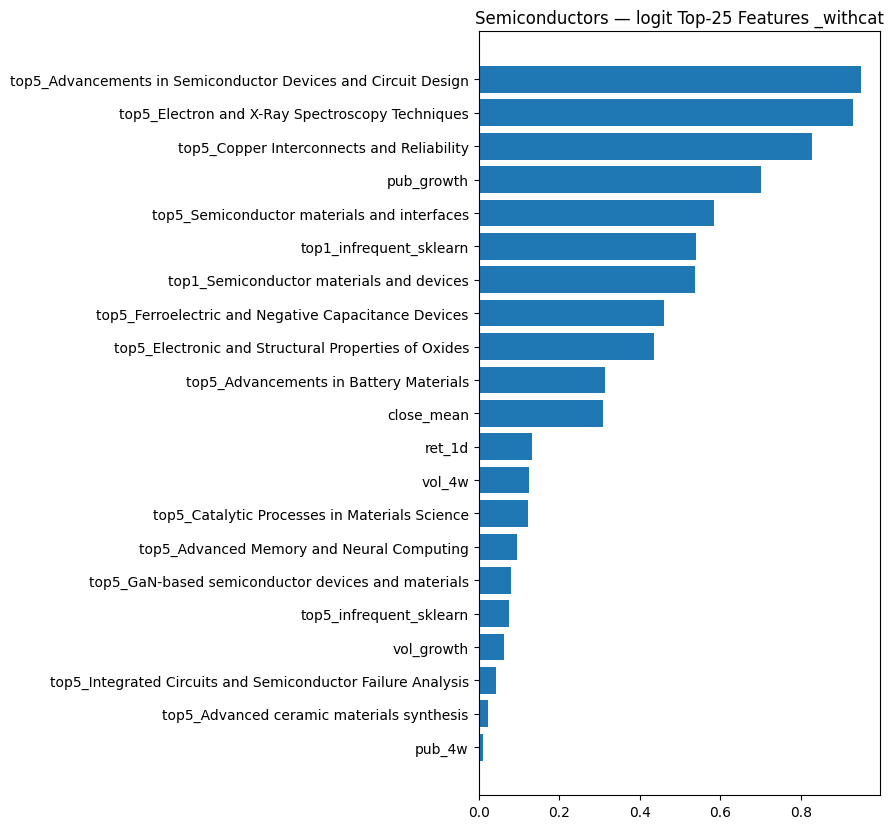 Semiconductors — logit Top-25 Features _withcat
top5_Advancements in Semiconductor Devices and Circuit Design
top5_Electron and X-Ray Spectroscopy Techniques
top5_Copper Interconnects and Reliability
pub_growth
top5_Semiconductor materials and interfaces
top1_infrequent_sklearn
top1_Semiconductor materials and devices
top5_Ferroelectric and Negative Capacitance Devices
top5_Electronic and Structural Properties of Oxides
top5_Advancements in Battery Materials
close_mean
ret_1d
vol_4w
top5_Catalytic Processes in Materials Science
top5_Advanced Memory and Neural Computing
top5_GaN-based semiconductor devices and materials
top5_infrequent_sklearn
vol_growth
top5_Integrated Circuits and Semiconductor Failure Analysis
top5_Advanced ceramic materials synthesis
pub_4w
0.0 0.2 0.4 0.6 0.8